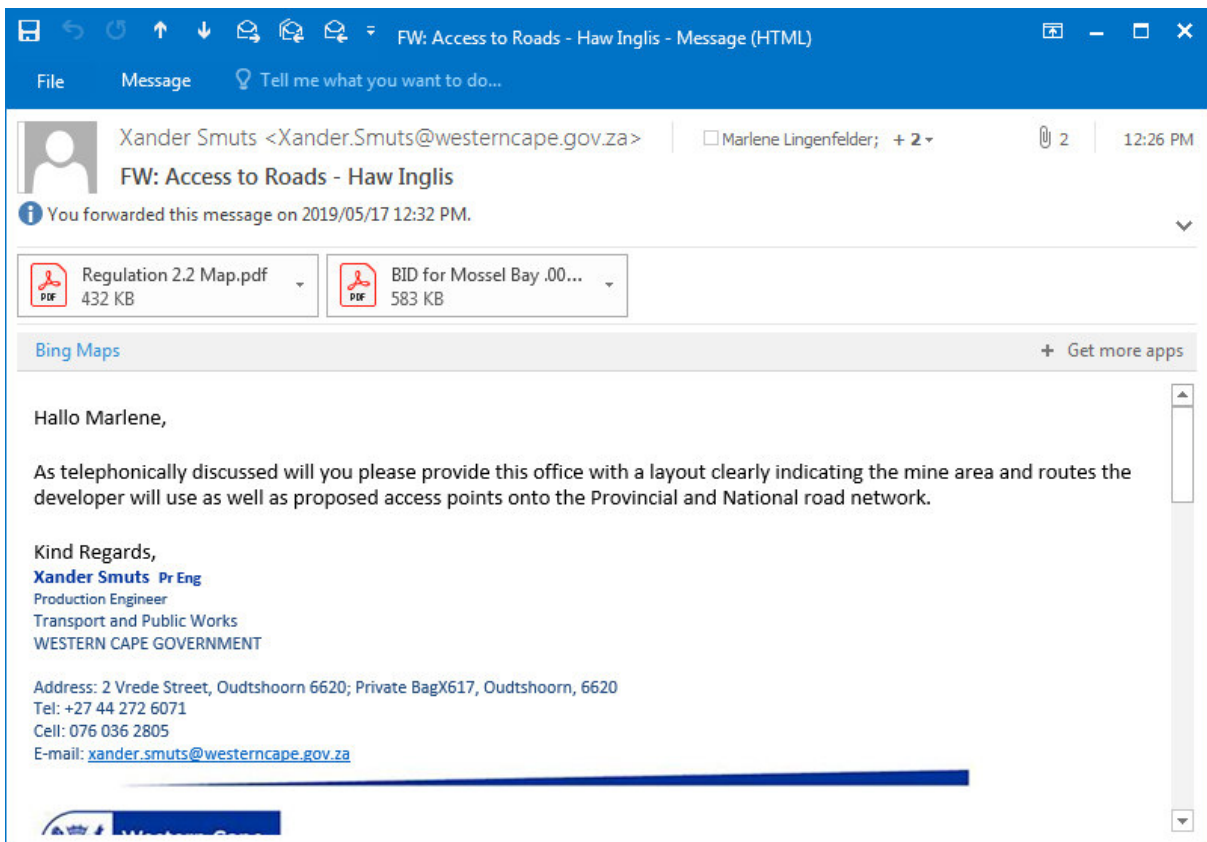 FW: Access to Roads - Haw Inglis - Message (HTML)
File Message Tell me what you want to do...
Xander Smuts <Xander.Smuts@westerncape.gov.za> Marlene Lingenfelder; + 2 2 12:26 PM
FW: Access to Roads - Haw Inglis
You forwarded this message on 2019/05/17 12:32 PM.
Regulation 2.2 Map.pdf BID for Mossel Bay .00...
PDF 432 KB PDF 583 KB
Bing Maps + Get more apps
Hallo Marlene,
As telephonically discussed will you please provide this office with a layout clearly indicating the mine area and routes the
developer will use as well as proposed access points onto the Provincial and National road network.
Kind Regards,
Xander Smuts Pr Eng
Production Engineer
Transport and Public Works
WESTERN CAPE GOVERNMENT
Address: 2 Vrede Street, Oudtshoorn 6620; Private BagX617, Oudtshoorn, 6620
Tel: +27 44 272 6071
Cell: 076 036 2805
E-mail: xander.smuts@westerncape.gov.za